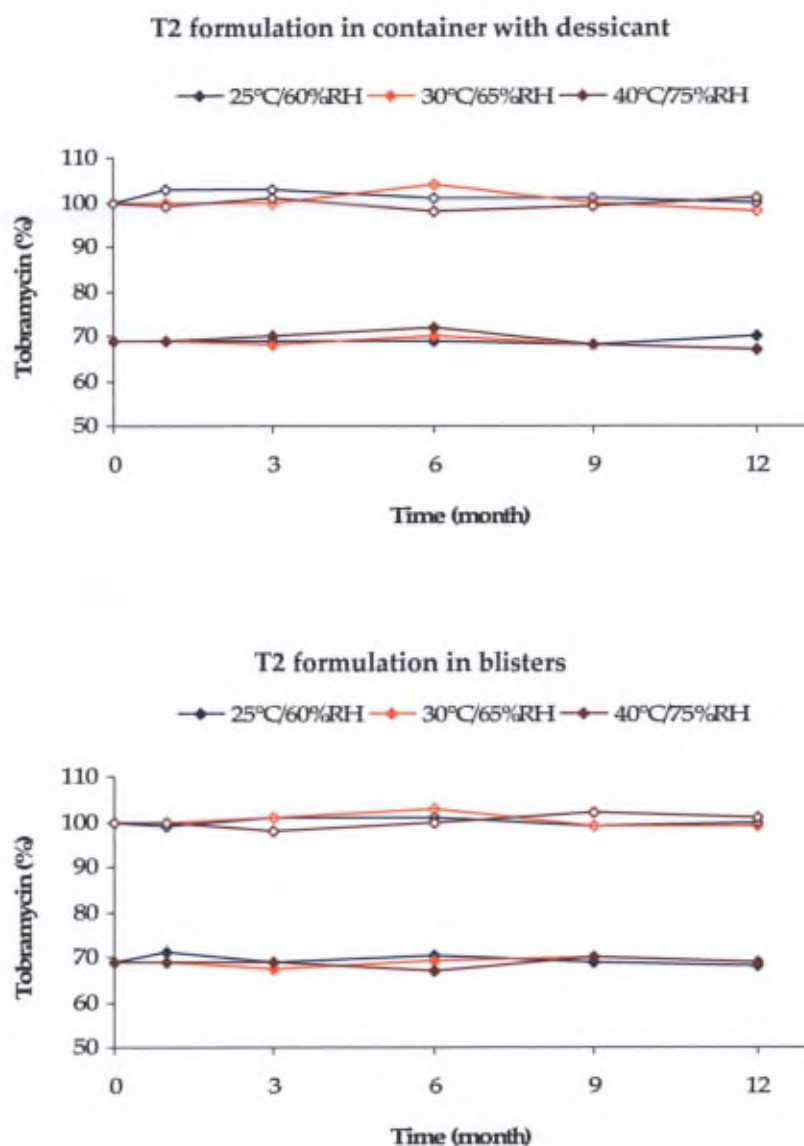 T2 formulation in container with dessicant
25°C/60%RH 30°C/65%RH 40°C/75%RH
110
100
90
80
70
60
50
Tobramycin (%)
0 3 6 9 12
Time (month)
T2 formulation in blisters
25°C/60%RH 30°C/65%RH 40°C/75%RH
110
100
90
80
70
60
50
Tobramycin (%)
0 3 6 9 12
Time (month)